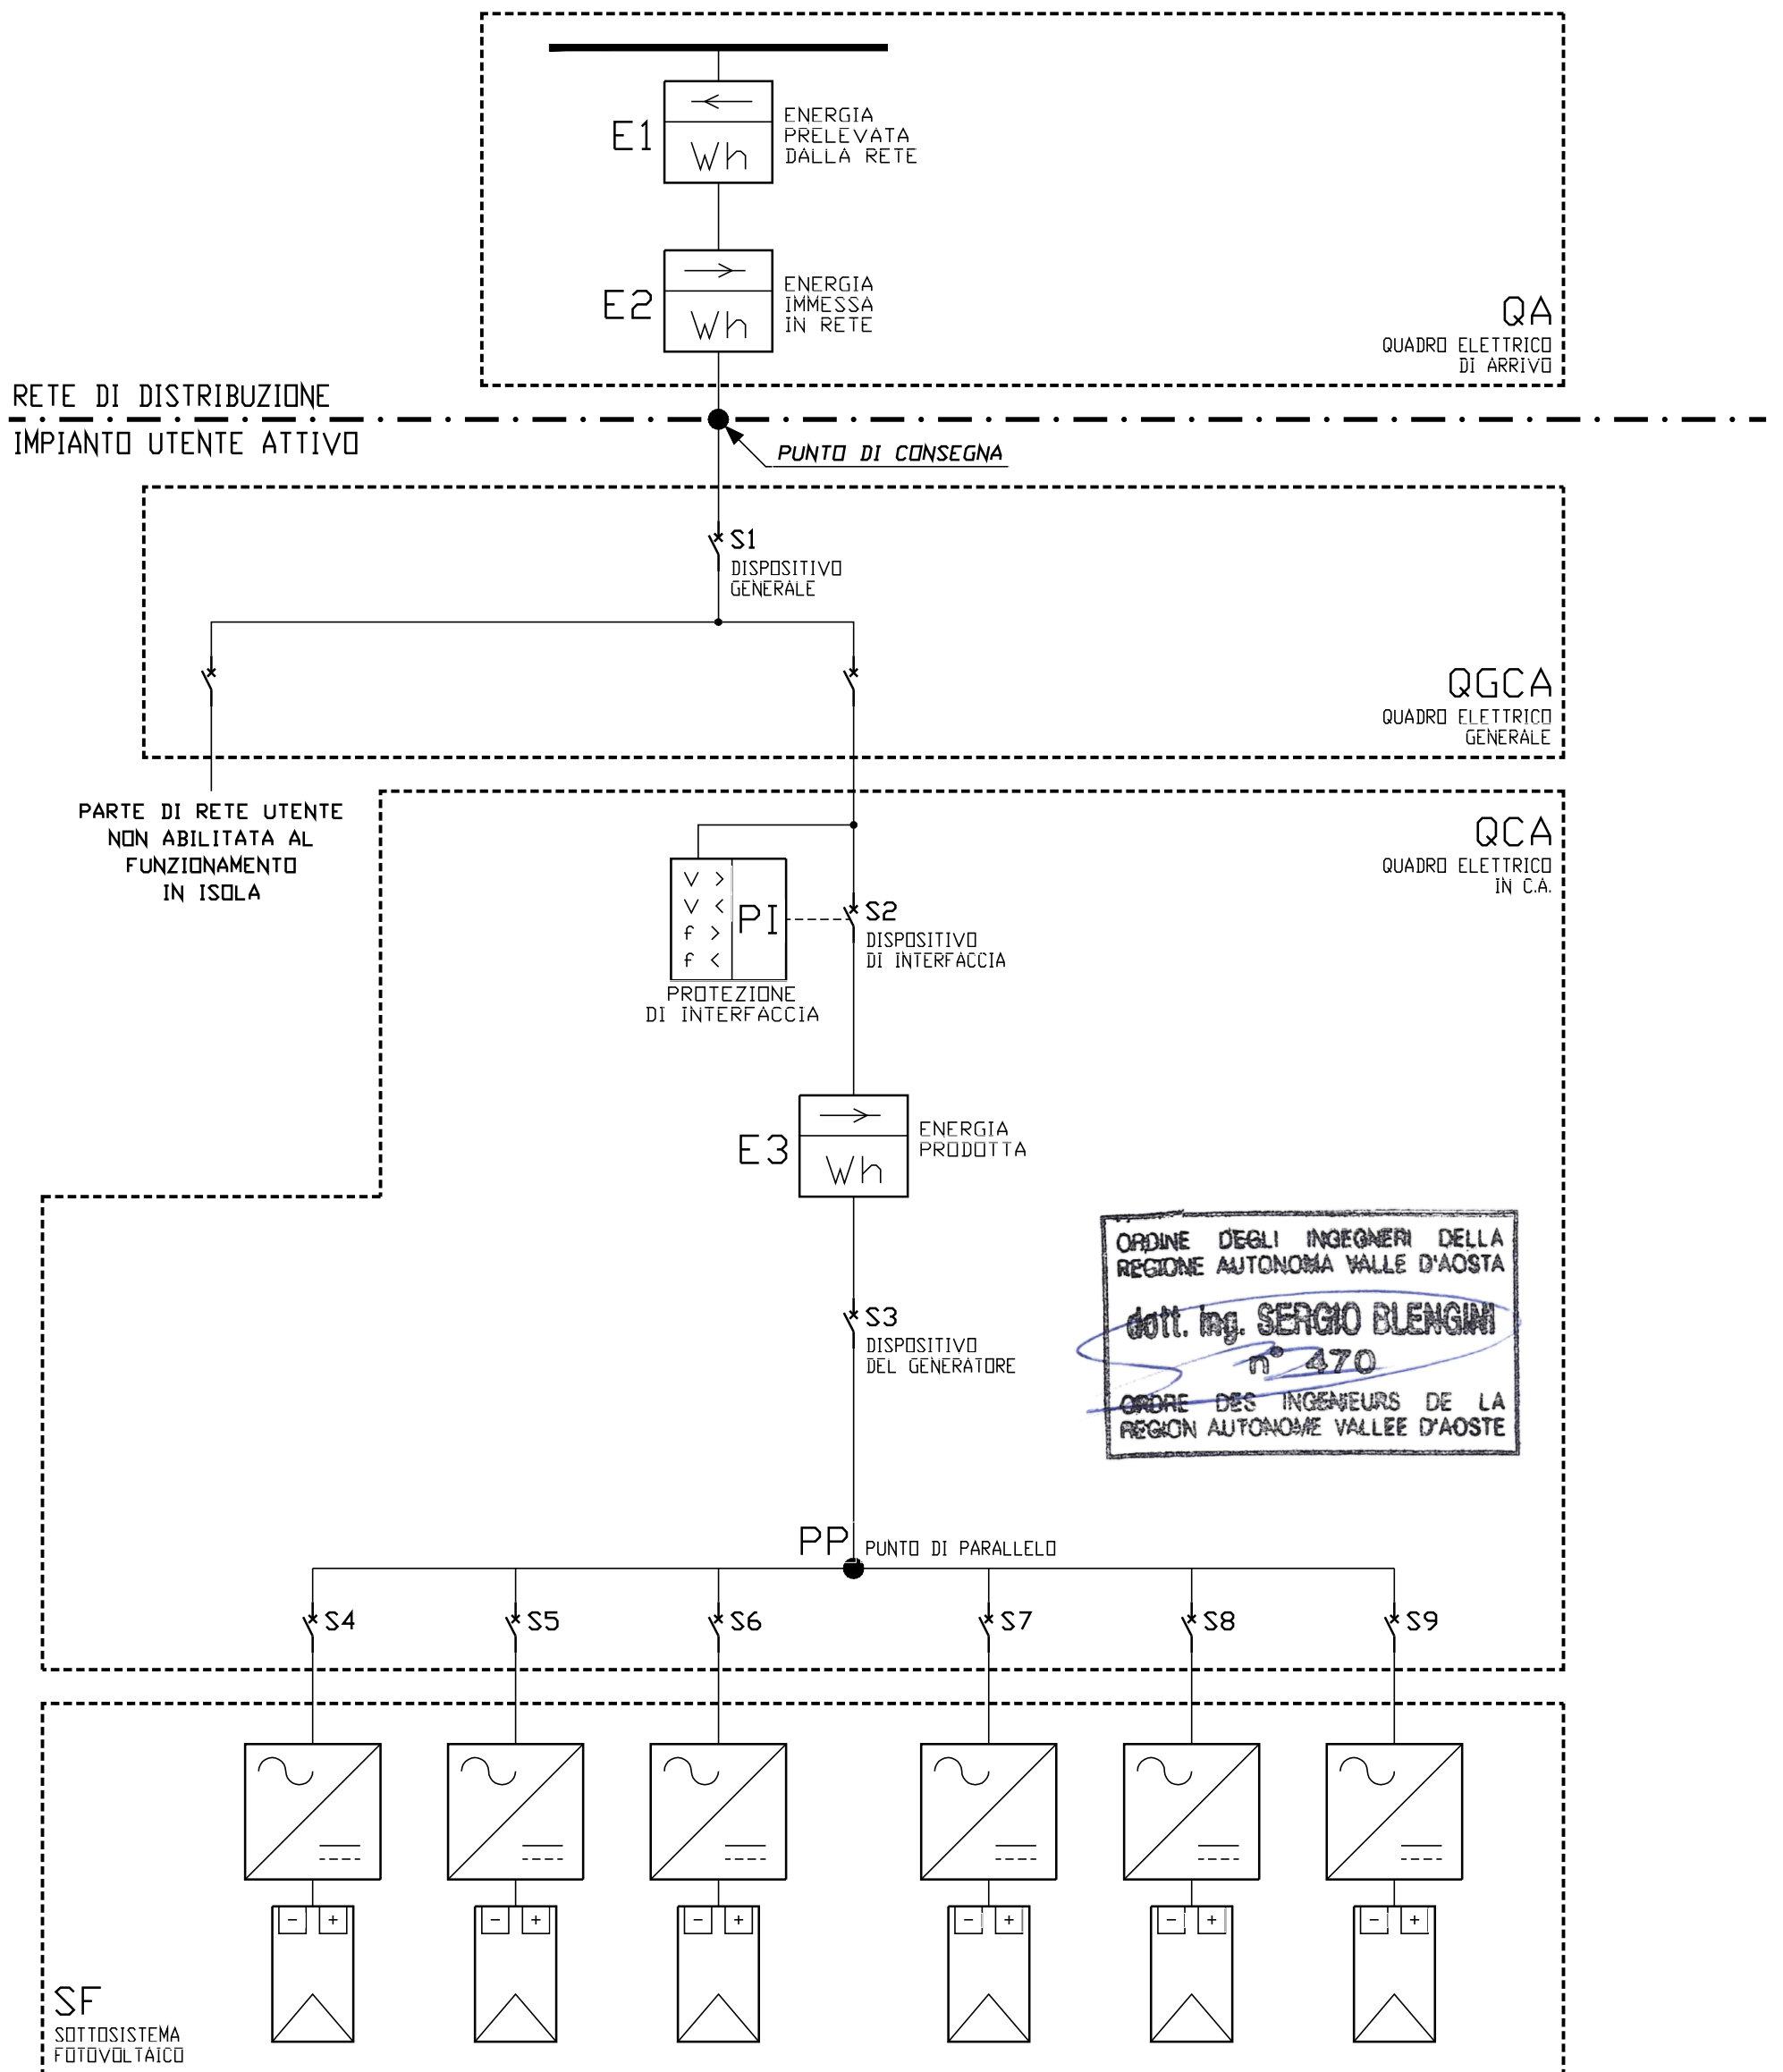 E1
Wh
ENERGIA
PRELEVATA
DALLA RETE
E2
Wh
ENERGIA
IMMESSA
IN RETE
QA
QUADRO ELETTRICO
DI ARRIVO
RETE DI DISTRIBUZIONE
IMPIANTO UTENTE ATTIVO
PUNTO DI CONSEGNA
S1
DISPOSITIVO
GENERALE
QGCA
QUADRO ELETTRICO
GENERALE
PARTE DI RETE UTENTE
NON ABILITATA AL
FUNZIONAMENTO
IN ISOLA
QCA
QUADRO ELETTRICO
IN C.A.
V >
V <
f >
f <
PI
PROTEZIONE
DI INTERFACCIA
S2
DISPOSITIVO
DI INTERFACCIA
E3
Wh
ENERGIA
PRODOTTA
S3
DISPOSITIVO
DEL GENERATORE
ORDINE DEGLI INGEGNERI DELLA
REGIONE AUTONOMA VALLE D'AOSTA
dott. ing. SERGIO BLENGINI
n° 470
ORDRE DES INGENIEURS DE LA
REGION AUTONOME VALLEE D'AOSTE
PP
PUNTO DI PARALLELO
S4
S5
S6
S7
S8
S9
- +
- +
- +
- +
- +
- +
SF
SOTTOSISTEMA
FOTOVOLTAICO